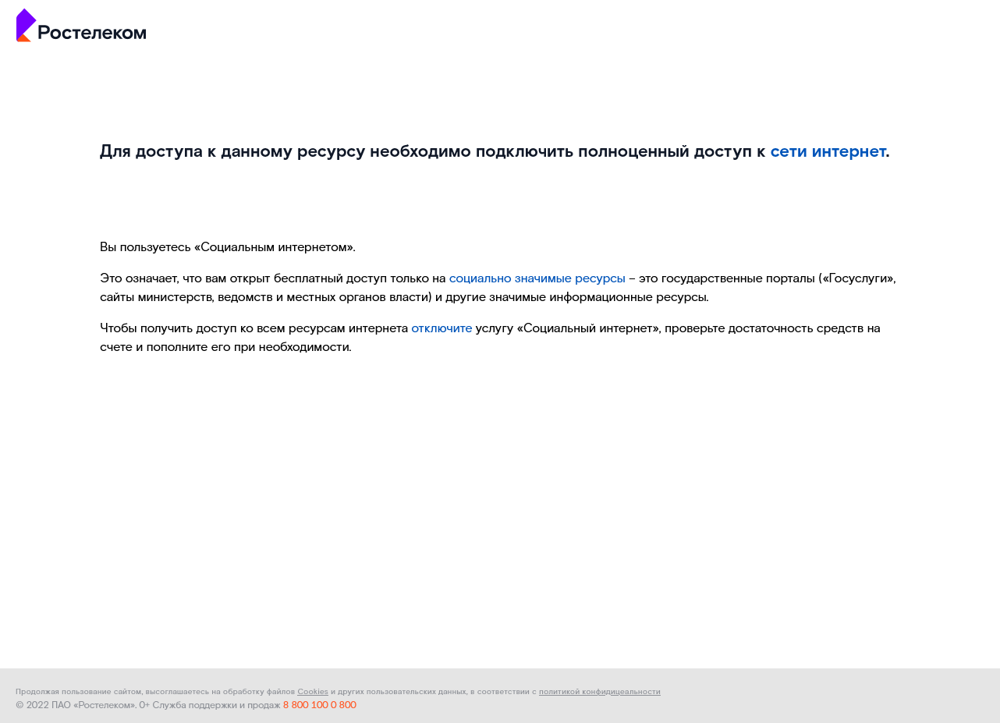 Ростелеком
Для доступа к данному ресурсу необходимо подключить полноценный доступ к сети интернет.
Вы пользуетесь «Социальным интернетом».
Это означает, что вам открыт бесплатный доступ только на социально значимые ресурсы – это государственные порталы («Госуслуги»,
сайты министерств, ведомств и местных органов власти) и другие значимые информационные ресурсы.
Чтобы получить доступ ко всем ресурсам интернета отключите услугу «Социальный интернет», проверьте достаточность средств на
счете и пополните его при необходимости.
Продолжая пользование сайтом, высоглашаетесь на обработку файлов Cookies и других пользовательских данных, в соответствии с политикой конфидицеальности
© 2022 ПАО «Ростелеком». 0+ Служба поддержки и продаж 8 800 100 0 800